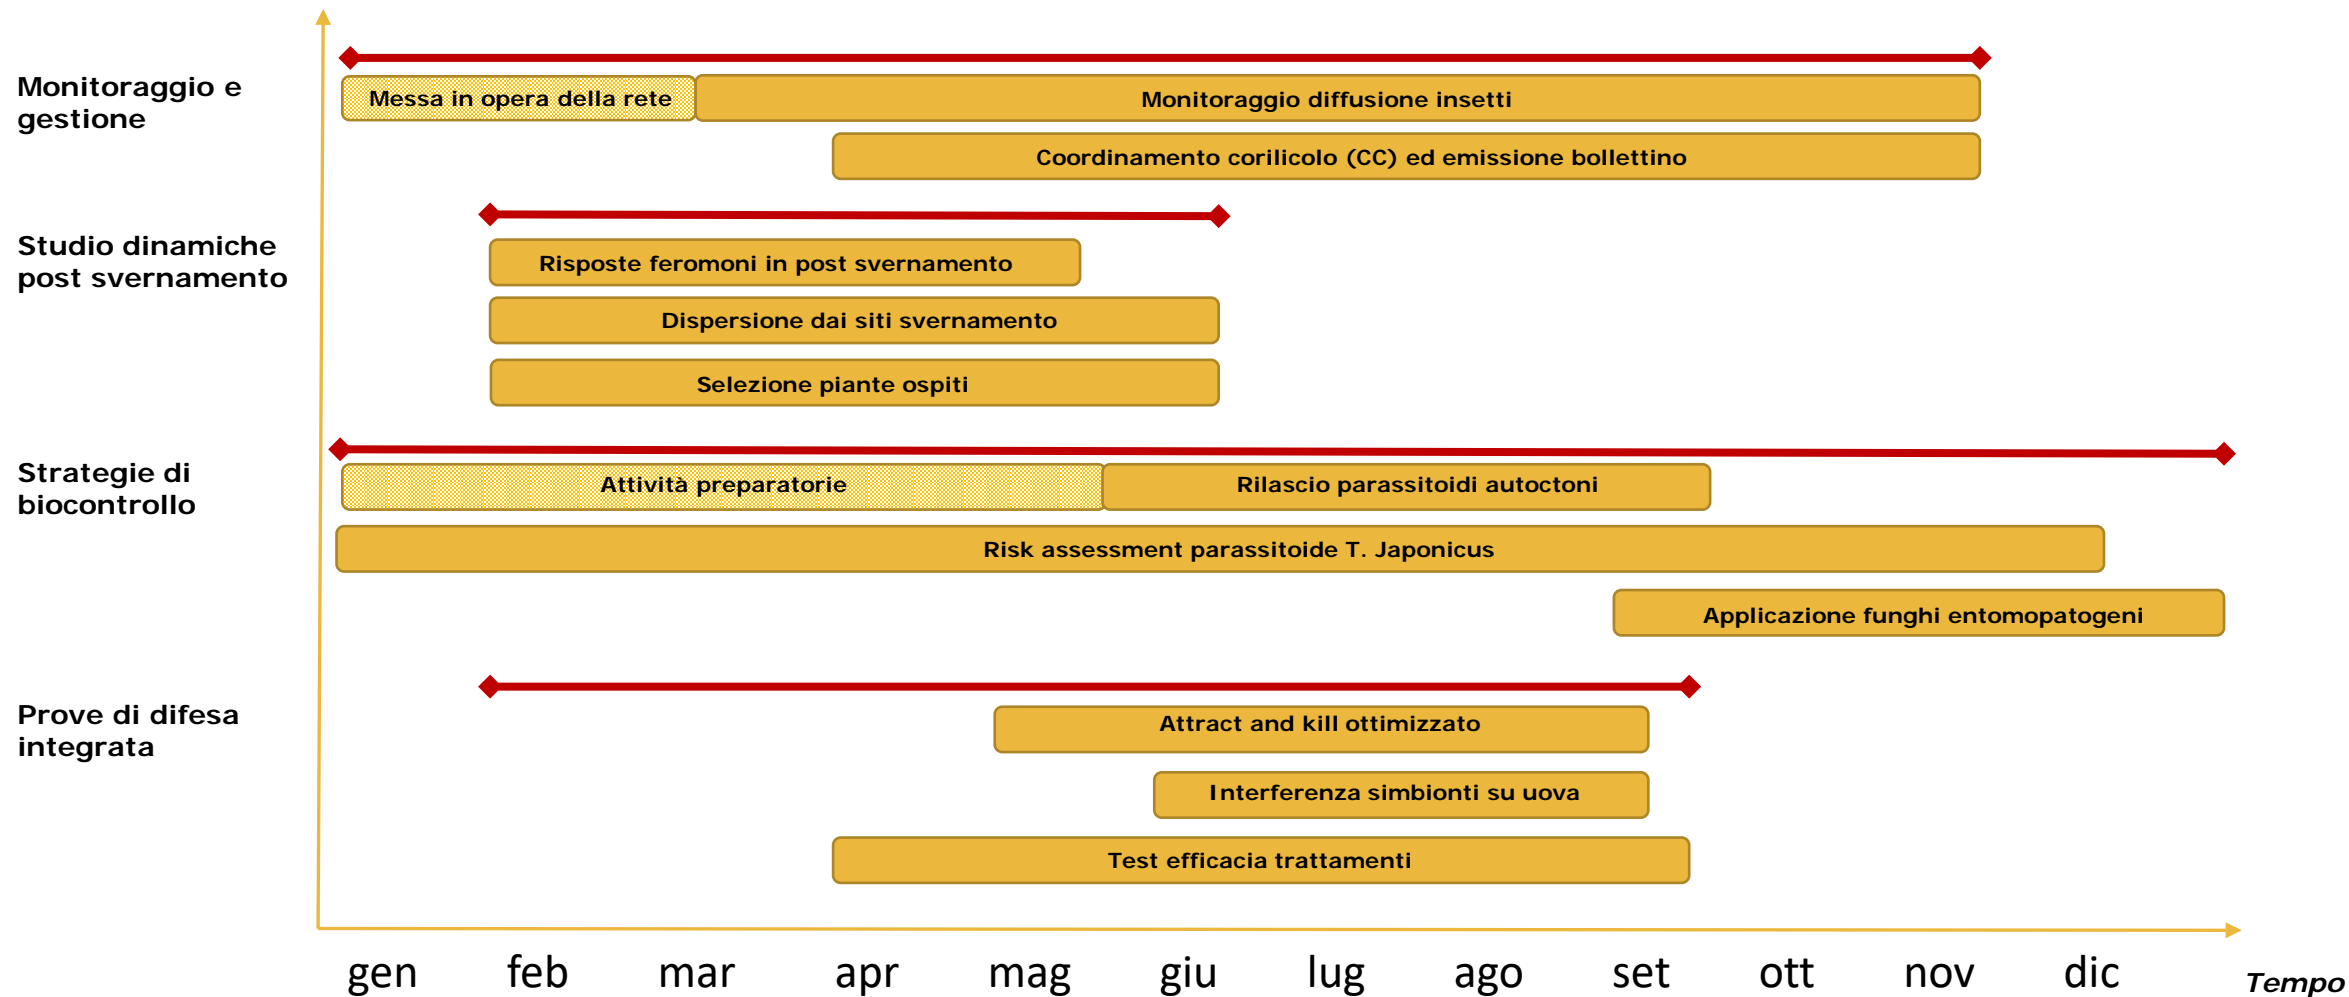 Monitoraggio e
gestione
Messa in opera della rete
Monitoraggio diffusione insetti
Coordinamento corilicolo (CC) ed emissione bollettino
Studio dinamiche
post svernamento
Risposte feromoni in post svernamento
Dispersione dai siti svernamento
Selezione piante ospiti
Strategie di
biocontrollo
Attività preparatorie
Rilascio parassitoidi autoctoni
Risk assessment parassitoide T. Japonicus
Applicazione funghi entomopatogeni
Prove di difesa
integrata
Attract and kill ottimizzato
Interferenza simbionti su uova
Test efficacia trattamenti
gen feb mar apr mag giu lug ago set ott nov dic Tempo